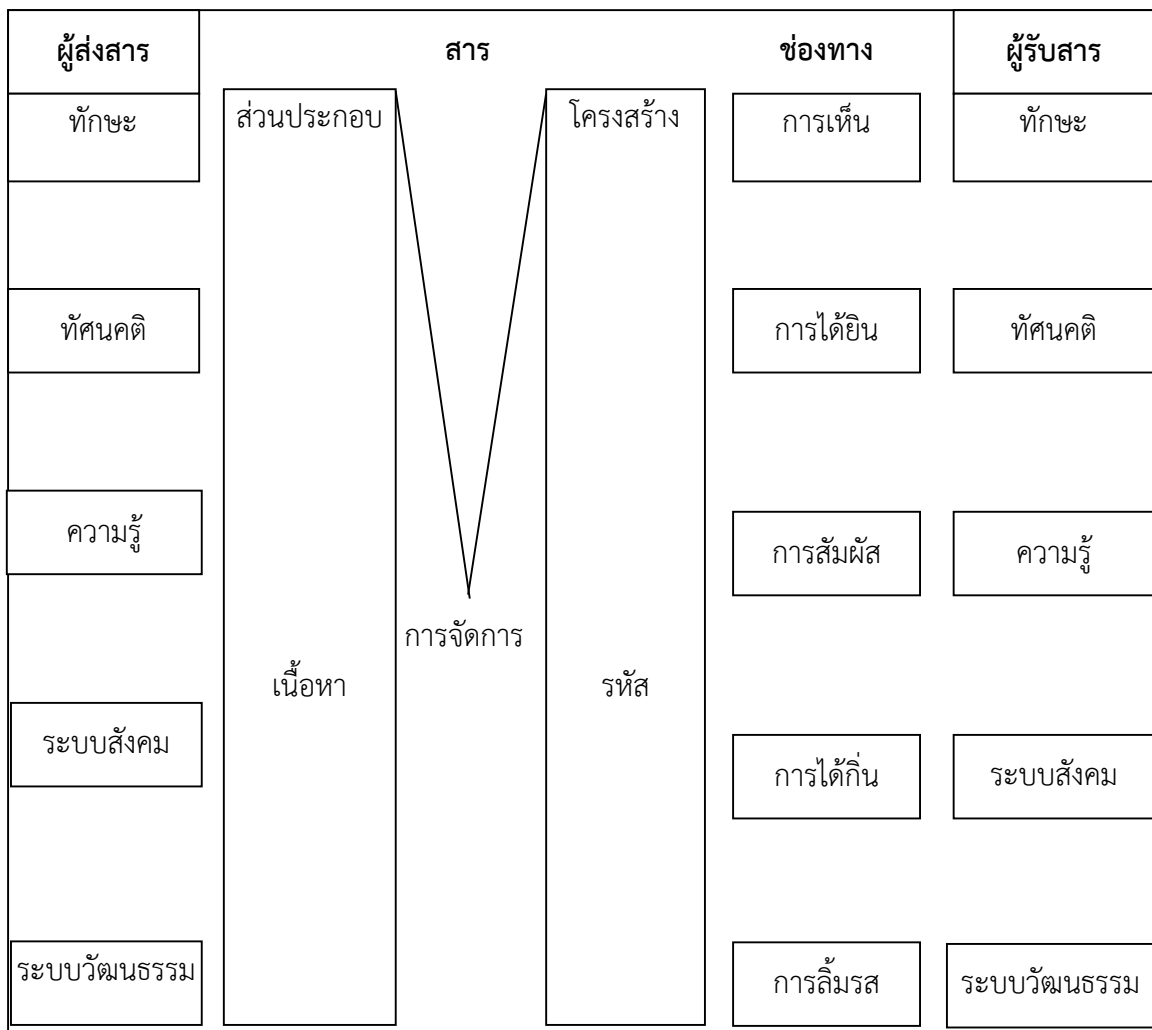 ผู้ส่งสาร สาร ช่องทาง ผู้รับสาร
ทักษะ ส่วนประกอบ โครงสร้าง การเห็น ทักษะ
ทัศนคติ การได้ยิน ทัศนคติ
ความรู้ การสัมผัส ความรู้
การจัดการ
เนื้อหา รหัส
ระบบสังคม การได้กิ่น ระบบสังคม
ระบบวัฒนธรรม การลิ้มรส ระบบวัฒนธรรม